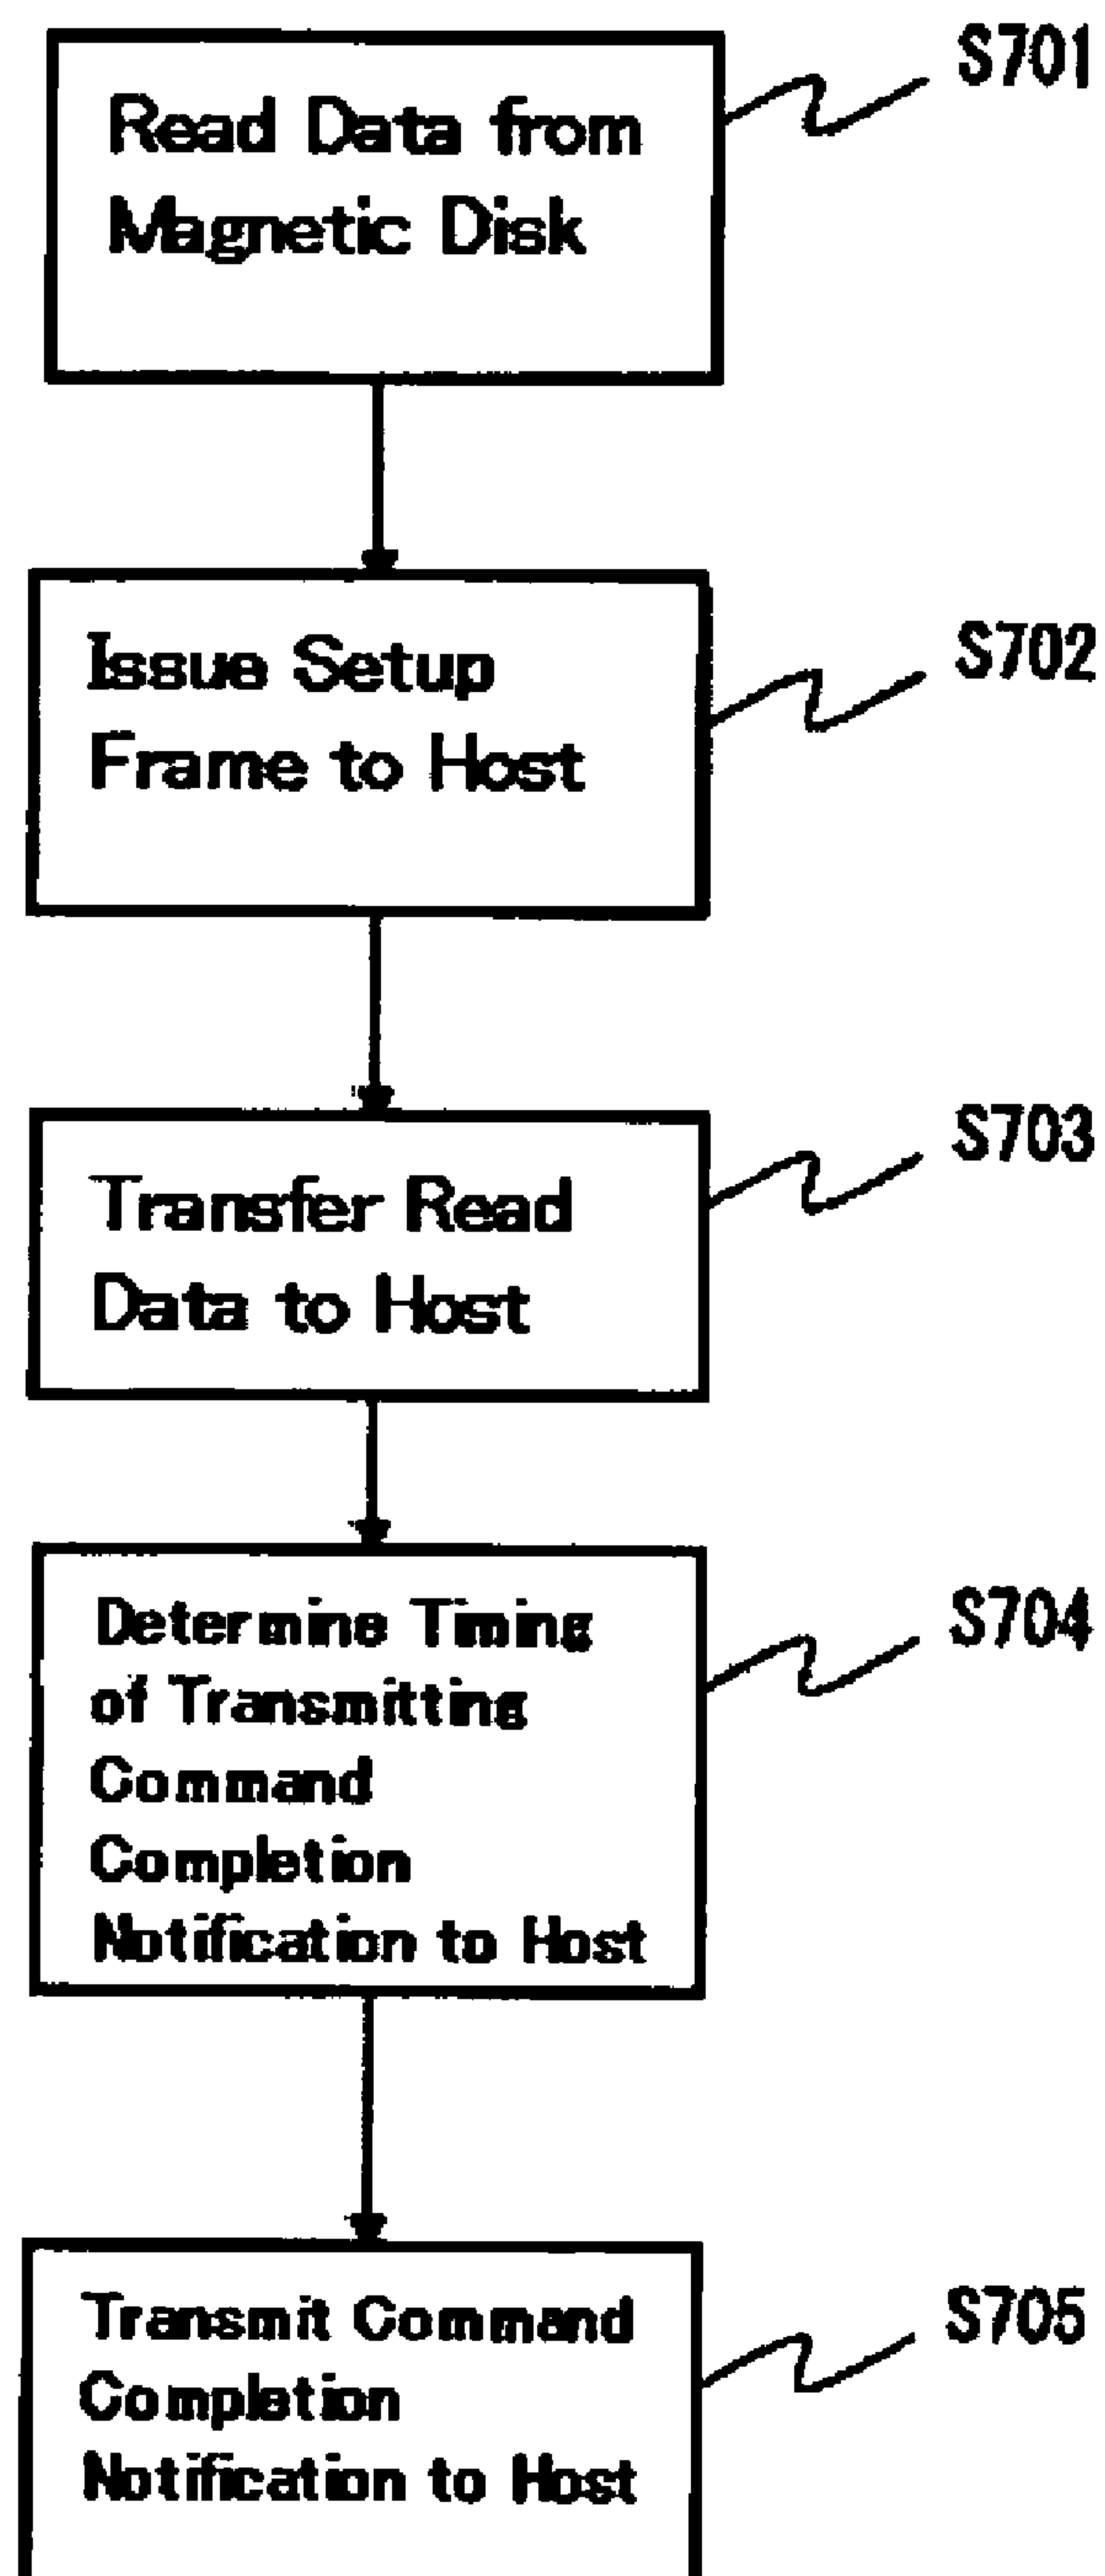 S701
Read Data from
Magnetic Disk
S702
Issue Setup
Frame to Host
S703
Transfer Read
Data to Host
S704
Determine Timing
of Transmitting
Command
Completion
Notification to Host
S705
Transmit Command
Completion
Notification to Host